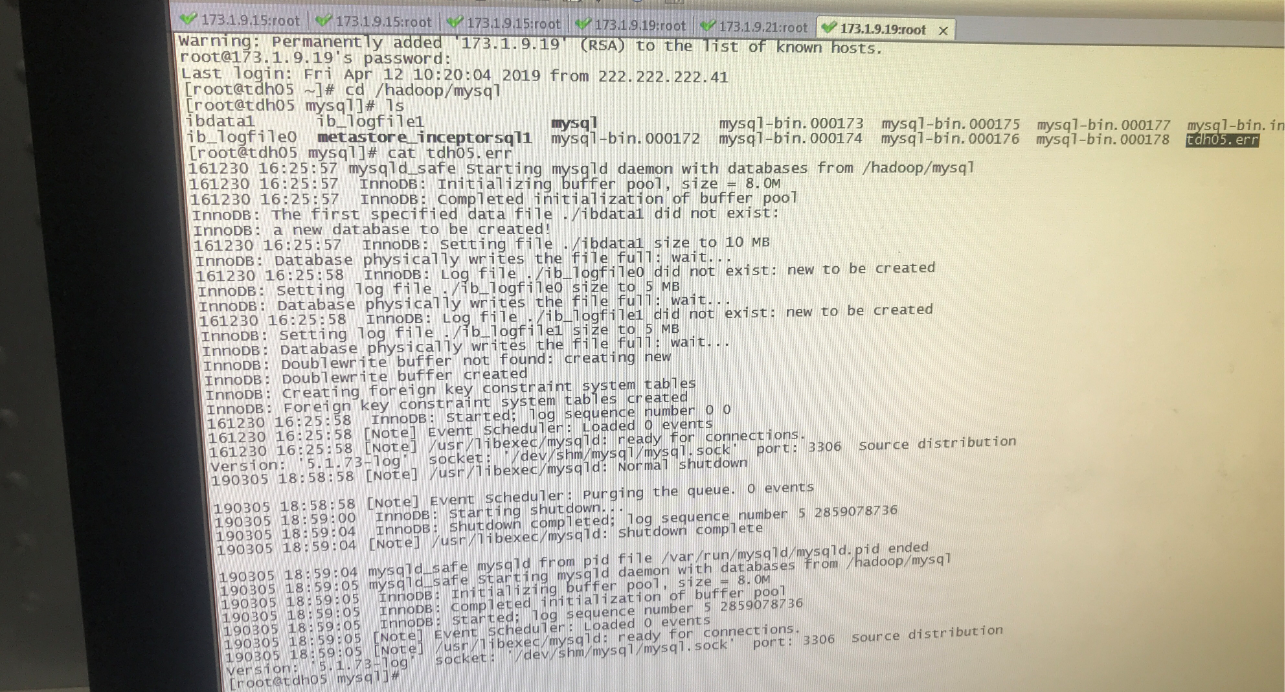 173.1.9.15:root 173.1.9.15:root 173.1.9.15:root 173.1.9.19:root 173.1.9.21:root 173.1.9.19:root ×
Warning: Permanently added '173.1.9.19' (RSA) to the list of known hosts.
root@173.1.9.19's password:
Last login: Fri Apr 12 10:20:04 2019 from 222.222.222.41
[root@tdh05 ~]# cd /hadoop/mysql
[root@tdh05 mysql]# ls
ibdata1 ib_logfile1 mysql mysql-bin.000173 mysql-bin.000175 mysql-bin.000177 mysql-bin.in
ib_logfile0 metastore_inceptorsql1 mysql-bin.000172 mysql-bin.000174 mysql-bin.000176 mysql-bin.000178 tdh05.err
[root@tdh05 mysql]# cat tdh05.err
161230 16:25:57 mysqld_safe Starting mysqld daemon with databases from /hadoop/mysql
161230 16:25:57 InnoDB: Initializing buffer pool, size = 8.0M
161230 16:25:57 InnoDB: Completed initialization of buffer pool
InnoDB: The first specified data file ./ibdata1 did not exist:
InnoDB: a new database to be created!
161230 16:25:57 InnoDB: Setting file ./ibdata1 size to 10 MB
InnoDB: Database physically writes the file full: wait...
161230 16:25:58 InnoDB: Log file ./ib_logfile0 did not exist: new to be created
InnoDB: Setting log file ./ib_logfile0 size to 5 MB
InnoDB: Database physically writes the file full: wait...
161230 16:25:58 InnoDB: Log file ./ib_logfile1 did not exist: new to be created
InnoDB: Setting log file ./ib_logfile1 size to 5 MB
InnoDB: Database physically writes the file full: wait...
InnoDB: Doublewrite buffer not found: creating new
InnoDB: Doublewrite buffer created
InnoDB: Creating foreign key constraint system tables
InnoDB: Foreign key constraint system tables created
161230 16:25:58 InnoDB: Started; log sequence number 0 0
161230 16:25:58 [Note] Event Scheduler: Loaded 0 events
161230 16:25:58 [Note] /usr/libexec/mysqld: ready for connections.
Version: '5.1.73-log' socket: '/dev/shm/mysql/mysql.sock' port: 3306 Source distribution
190305 18:58:58 [Note] /usr/libexec/mysqld: Normal shutdown
190305 18:58:58 [Note] Event Scheduler: Purging the queue. 0 events
190305 18:59:00 InnoDB: Starting shutdown...
190305 18:59:04 InnoDB: Shutdown completed; log sequence number 5 2859078736
190305 18:59:04 [Note] /usr/libexec/mysqld: Shutdown complete
190305 18:59:04 mysqld_safe mysqld from pid file /var/run/mysqld/mysqld.pid ended
190305 18:59:05 mysqld_safe Starting mysqld daemon with databases from /hadoop/mysql
190305 18:59:05 InnoDB: Initializing buffer pool, size = 8.0M
190305 18:59:05 InnoDB: Completed initialization of buffer pool
190305 18:59:05 InnoDB: Started; log sequence number 5 2859078736
190305 18:59:05 [Note] Event Scheduler: Loaded 0 events
190305 18:59:05 [Note] /usr/libexec/mysqld: ready for connections.
Version: '5.1.73-log' socket: '/dev/shm/mysql/mysql.sock' port: 3306 Source distribution
[root@tdh05 mysql]#